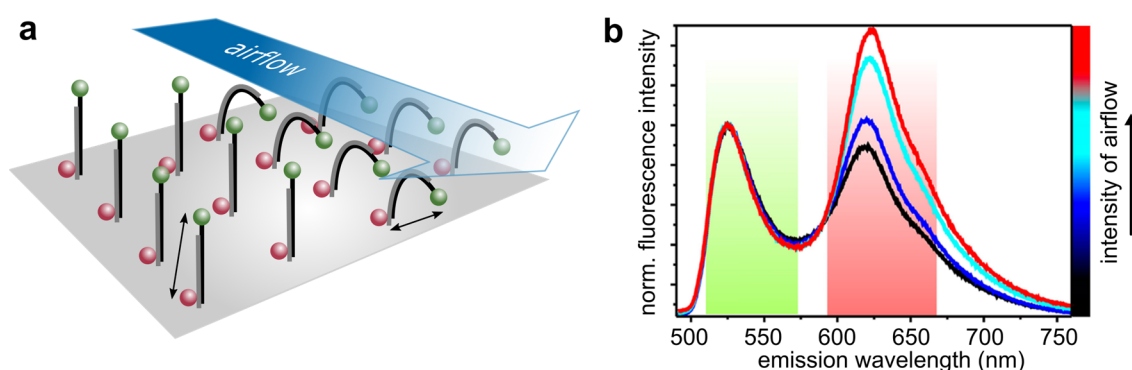 a
airflow
b
norm. fluorescence intensity
500 550 600 650 700 750
emission wavelength (nm)
intensity of airflow